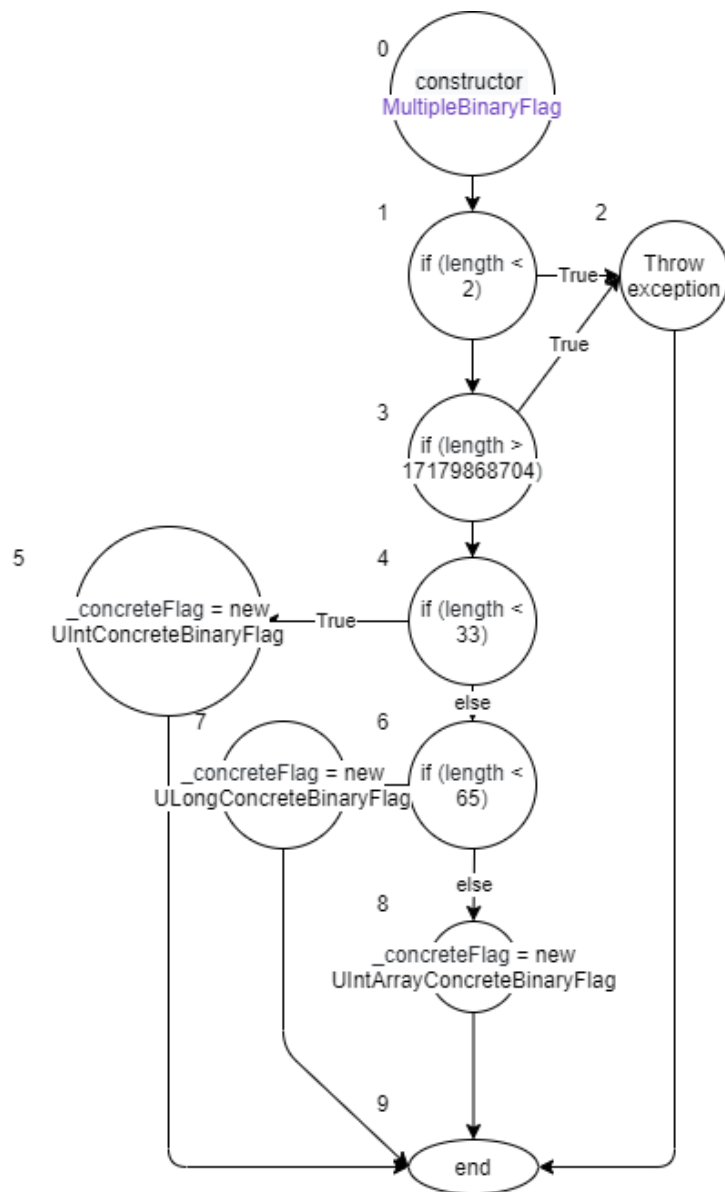 0
constructor
MultipleBinaryFlag
1
2
if (length <
2)
True
Throw
exception
True
3
if (length >
17179868704)
5
4
_concreteFlag = new
UIntConcreteBinaryFlag
True
if (length <
33)
else
7
6
_concreteFlag = new
ULongConcreteBinaryFlag
if (length <
65)
else
8
_concreteFlag = new
UIntArrayConcreteBinaryFlag
9
end